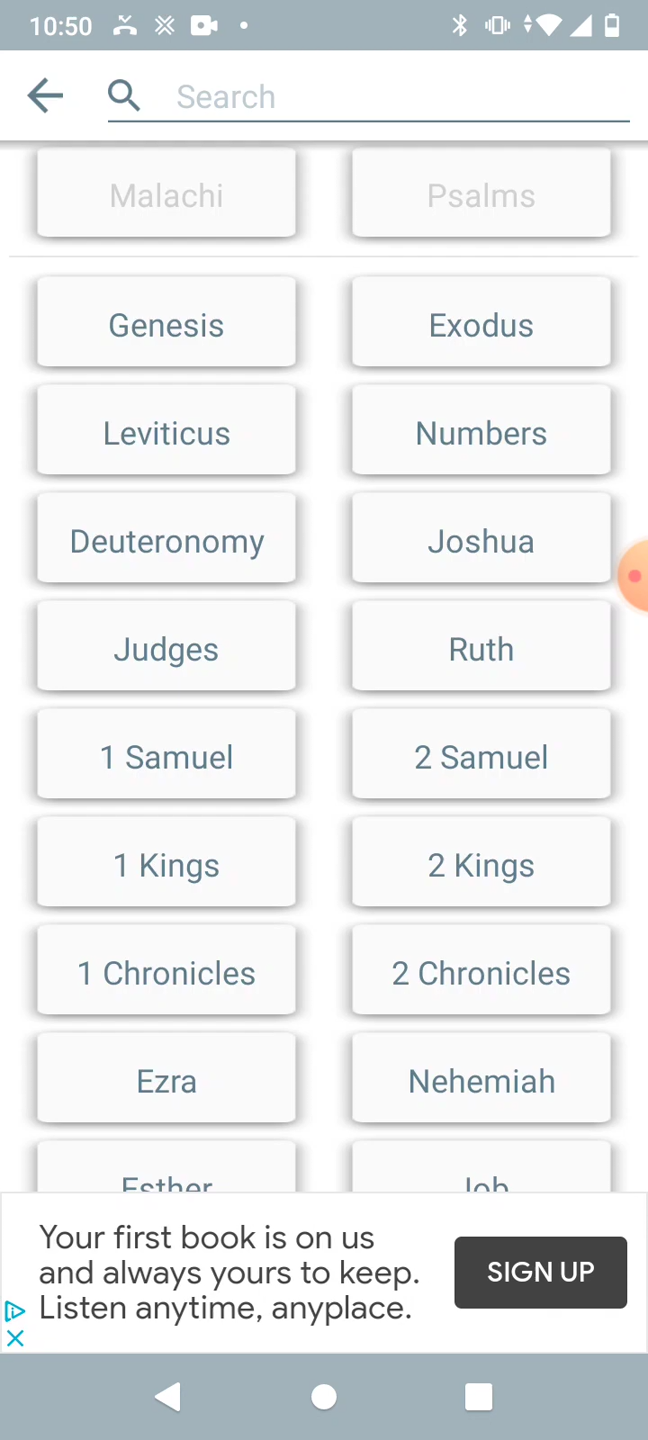 10:50
Search
Malachi Psalms
Genesis Exodus
Leviticus Numbers
Deuteronomy Joshua
Judges Ruth
1 Samuel 2 Samuel
1 Kings 2 Kings
1 Chronicles 2 Chronicles
Ezra Nehemiah
Esther Job
Your first book is on us
and always yours to keep.
Listen anytime, anyplace.
SIGN UP